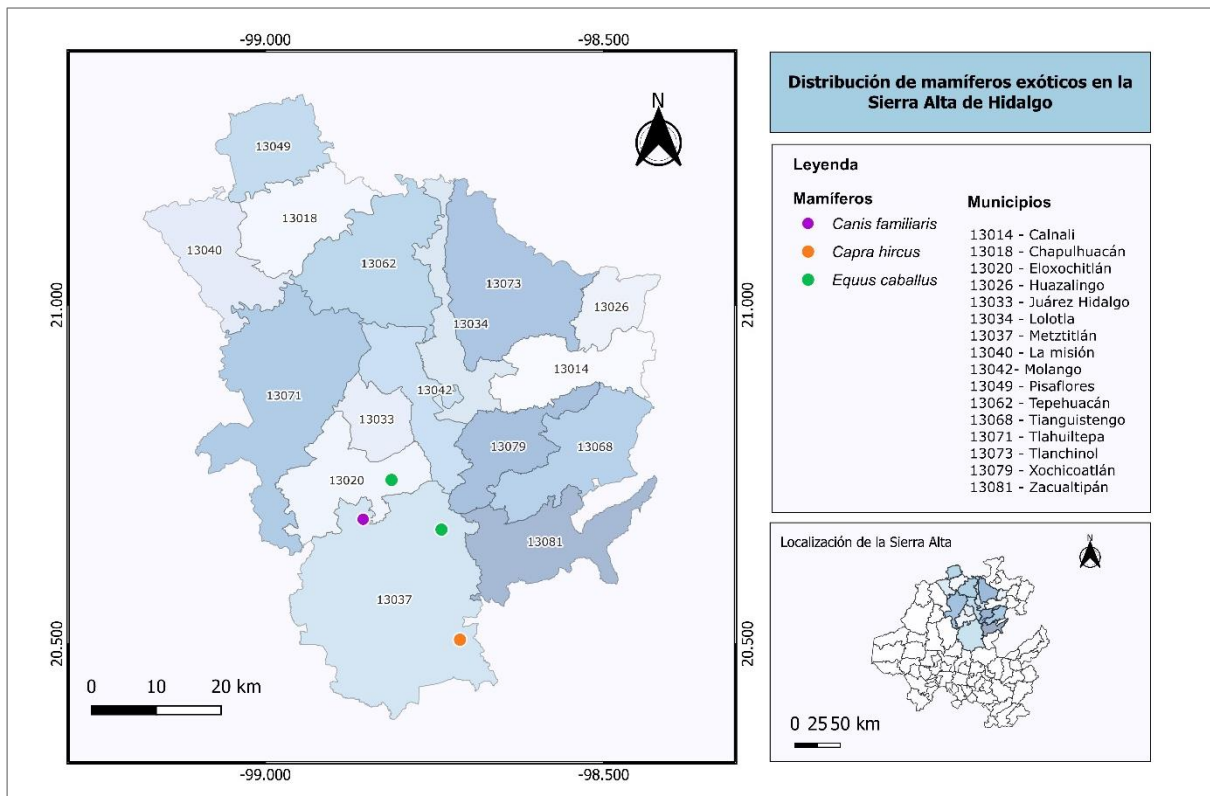 -99.000
-98.500
N
21.000
20.500
21.000
20.500
13049
13018
13040
13062
13073
13026
13034
13014
13071
13042
13033
13079
13068
13020
13081
13037
0 10 20 km
-99.000
-98.500
Distribución de mamíferos exóticos en la
Sierra Alta de Hidalgo
Leyenda
Mamíferos
Canis familiaris
Capra hircus
Equus caballus
Municipios
13014 - Calnali
13018 - Chapulhuacán
13020 - Eloxochitlán
13026 - Huazalingo
13033 - Juárez Hidalgo
13034 - Lolotla
13037 - Metztitlán
13040 - La misión
13042- Molango
13049 - Pisaflores
13062 - Tepehuacán
13068 - Tianguistengo
13071 - Tlahuiltepa
13073 - Tlanchinol
13079 - Xochicoatlán
13081 - Zacualtipán
Localización de la Sierra Alta
N
0 25 50 km